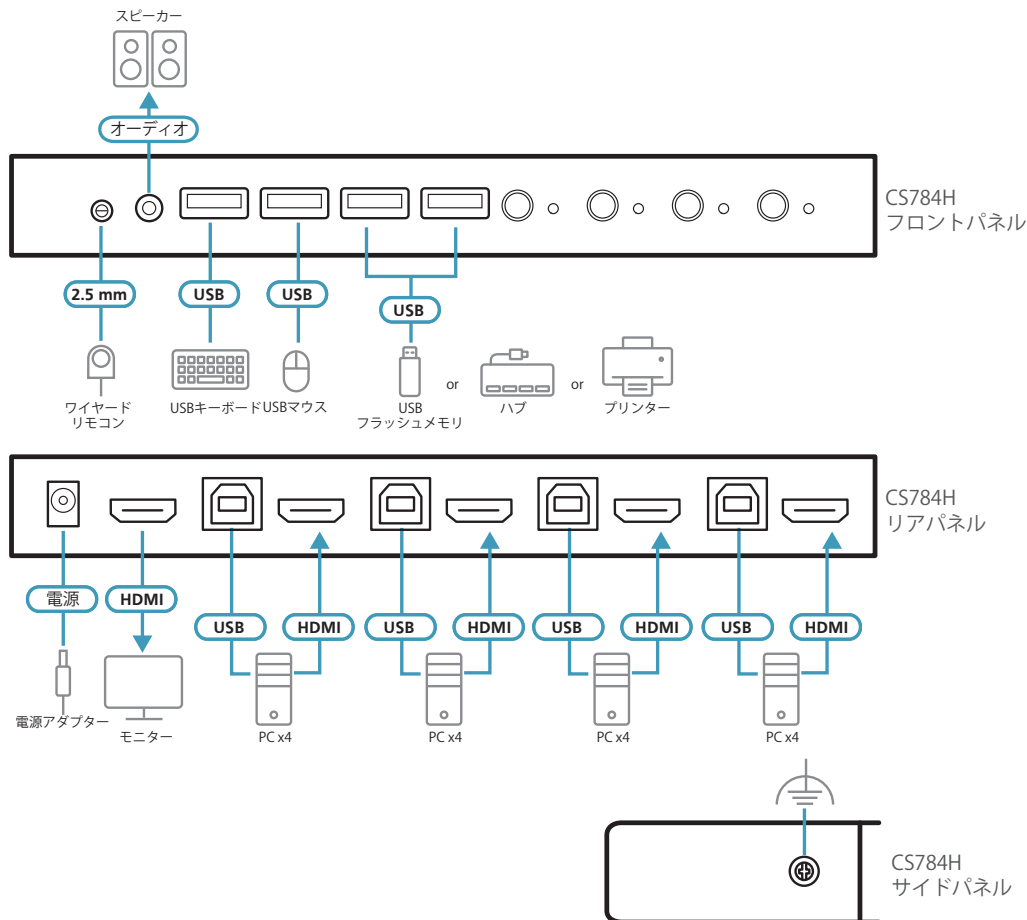 スピーカー
オーディオ
CS784H
フロントパネル
2.5 mm
USB
USB
USB
ワイヤード
リモコン
USBキーボード
USBマウス
USB
フラッシュメモリ
or
ハブ
or
プリンター
CS784H
リアパネル
電源
HDMI
USB
HDMI
USB
HDMI
USB
HDMI
USB
HDMI
電源アダプター
モニター
PC x4
PC x4
PC x4
PC x4
CS784H
サイドパネル